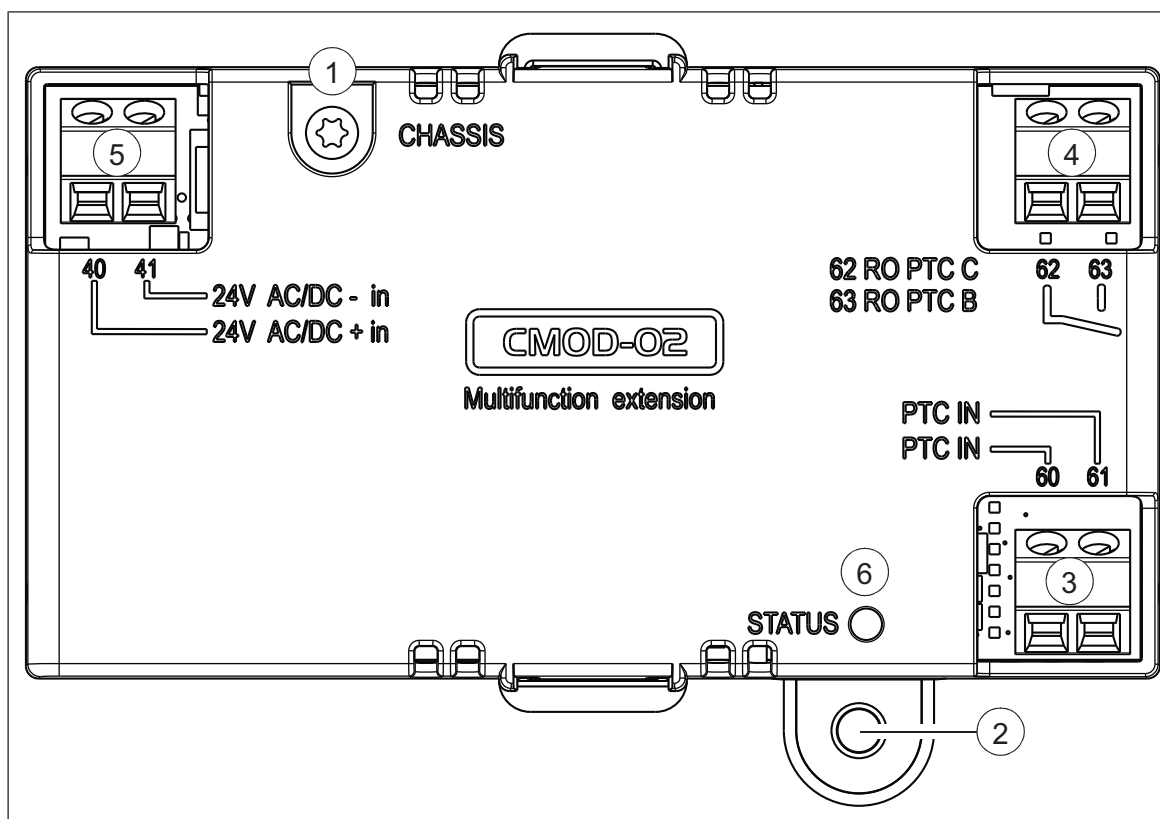 1
CHASSIS
5
4
40 41
24V AC/DC - in
24V AC/DC + in
62 RO PTC C
63 RO PTC B
62 63
CMOD-02
Multifunction extension
PTC IN
PTC IN
60 61
3
6
STATUS
2